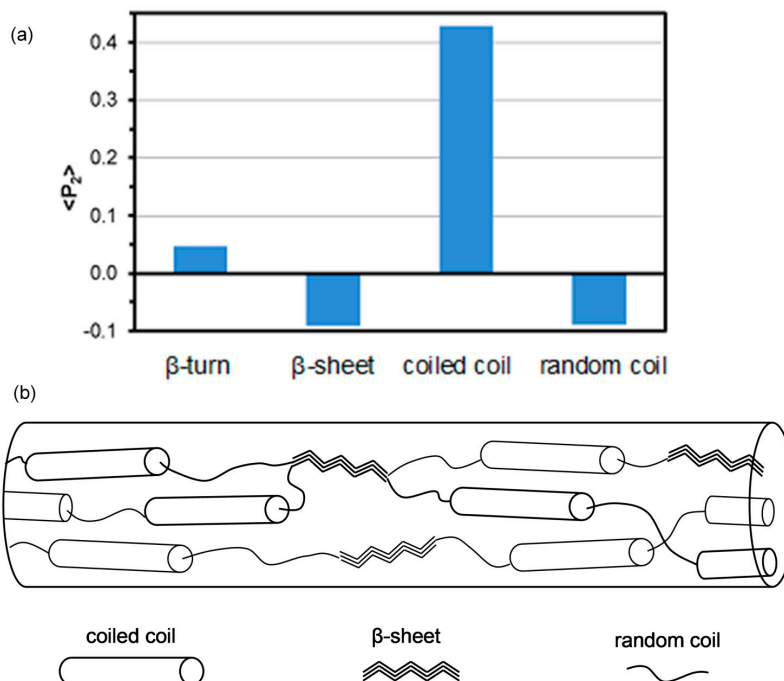 (a)
0.4
0.3
0.2
0.1
0.0
-0.1
<P₂>
β-turn β-sheet coiled coil random coil
(b)
coiled coil β-sheet random coil